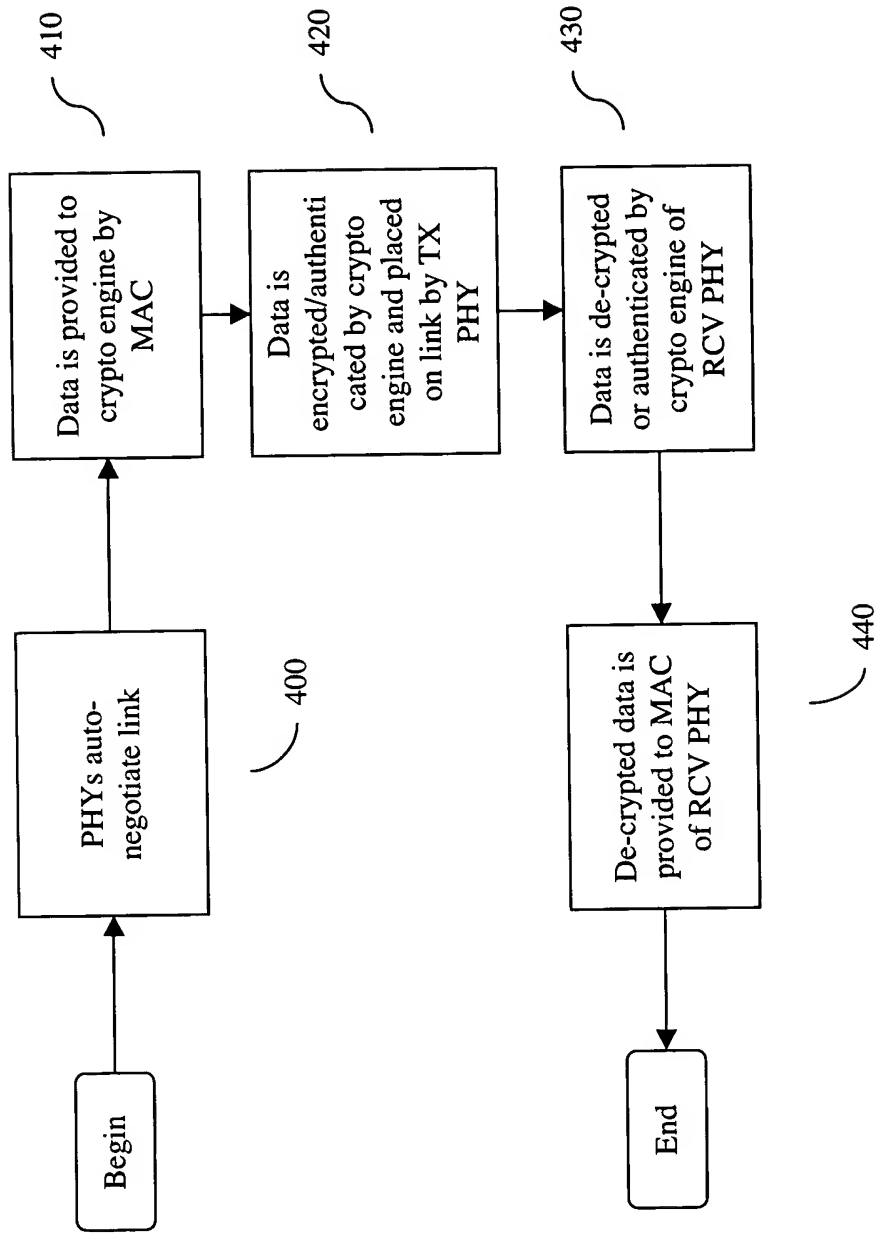 Begin
PHYs auto-
negotiate link
400
Data is provided to
crypto engine by
MAC
410
Data is
encrypted/authenti
cated by crypto
engine and placed
on link by TX
PHY
420
Data is de-crypted
or authenticated by
crypto engine of
RCV PHY
430
De-crypted data is
provided to MAC
of RCV PHY
440
End